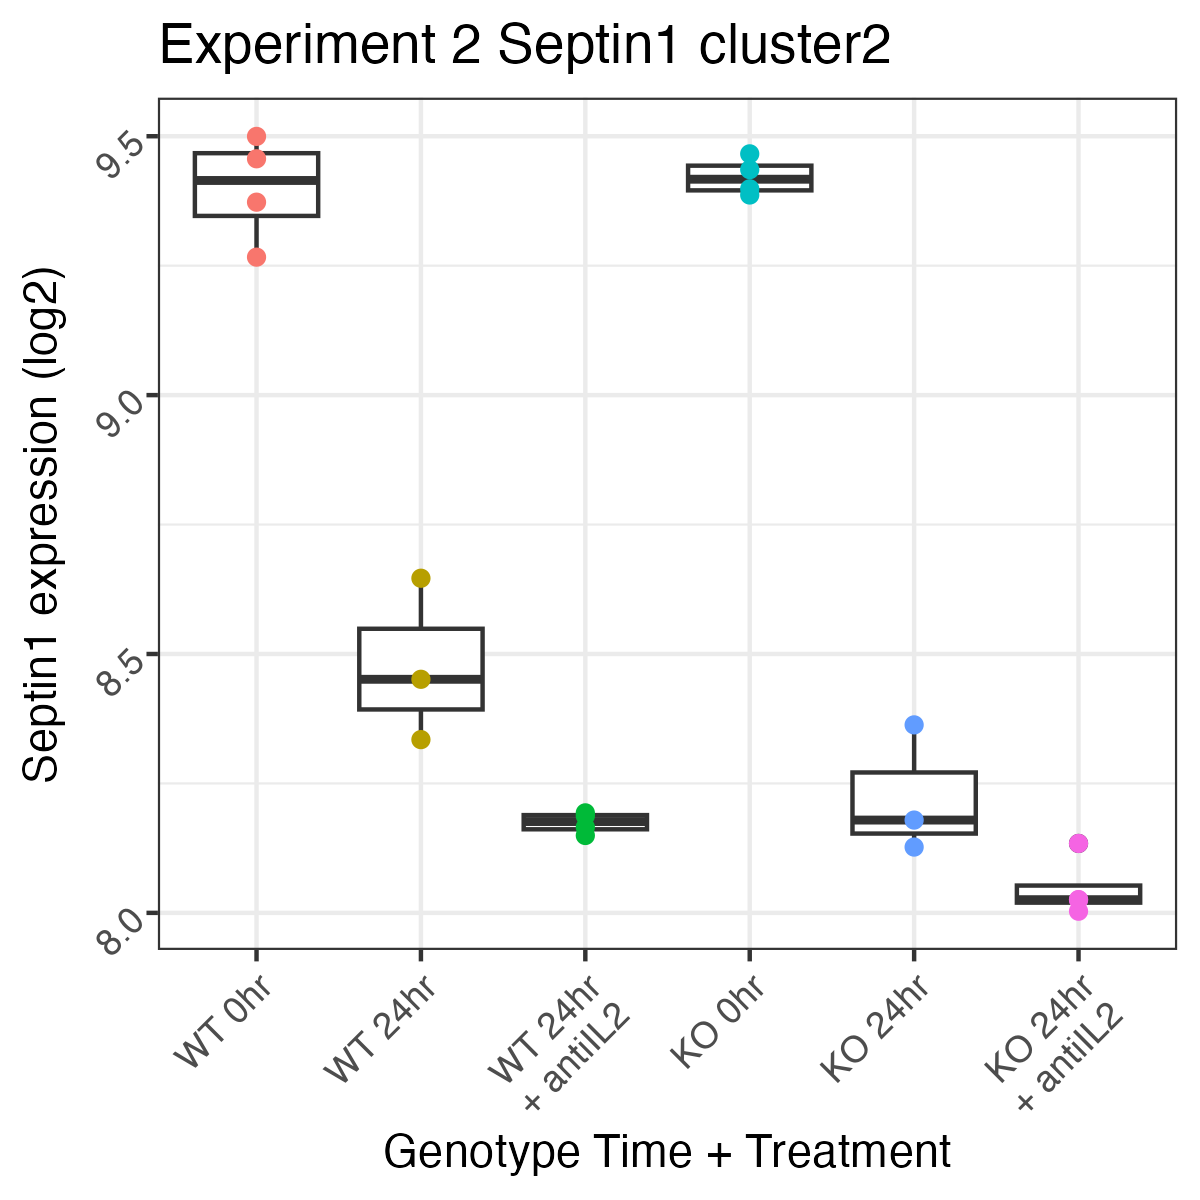 Experiment 2 Septin1 cluster2
Septin1 expression (log2)
9.5
9.0
8.5
8.0
WT 0hr
WT 24hr
WT 24hr
+ antiIL2
KO 0hr
KO 24hr
KO 24hr
+ antiIL2
Genotype Time + Treatment